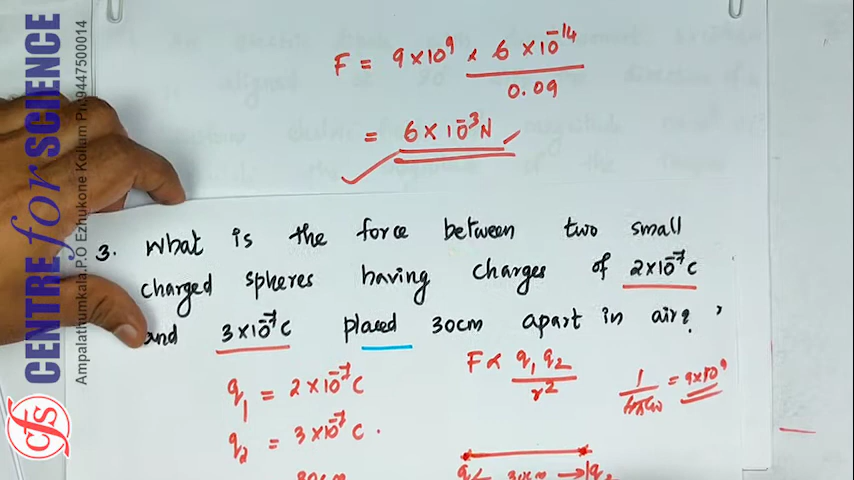 CENTRE for SCIENCE
Ampalathumkala.P.O Ezhukone Kollam Ph:9447500014
cfs
F = 9×10⁹ × 6×10⁻¹⁴
0.09
= 6×10⁻³N
3. What is the force between two small
charged spheres having charges of 2×10⁻⁷C
and 3×10⁻⁷C placed 30cm apart in air?
q₁ = 2×10⁻⁷C
q₂ = 3×10⁻⁷C.
F ∝ q₁q₂
r²
1/4πε₀ = 9×10⁹
30cm